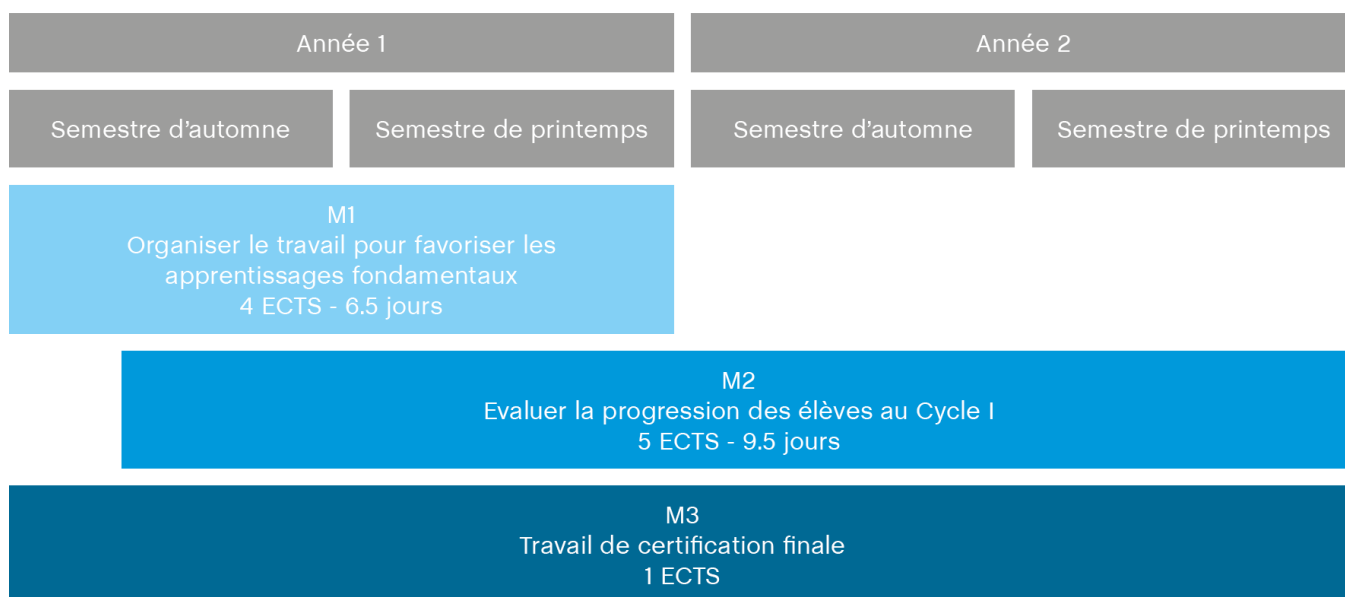 Année 1
Année 2
Semestre d’automne
Semestre de printemps
Semestre d’automne
Semestre de printemps
M1
Organiser le travail pour favoriser les
apprentissages fondamentaux
4 ECTS - 6.5 jours
M2
Evaluer la progression des élèves au Cycle I
5 ECTS - 9.5 jours
M3
Travail de certification finale
1 ECTS